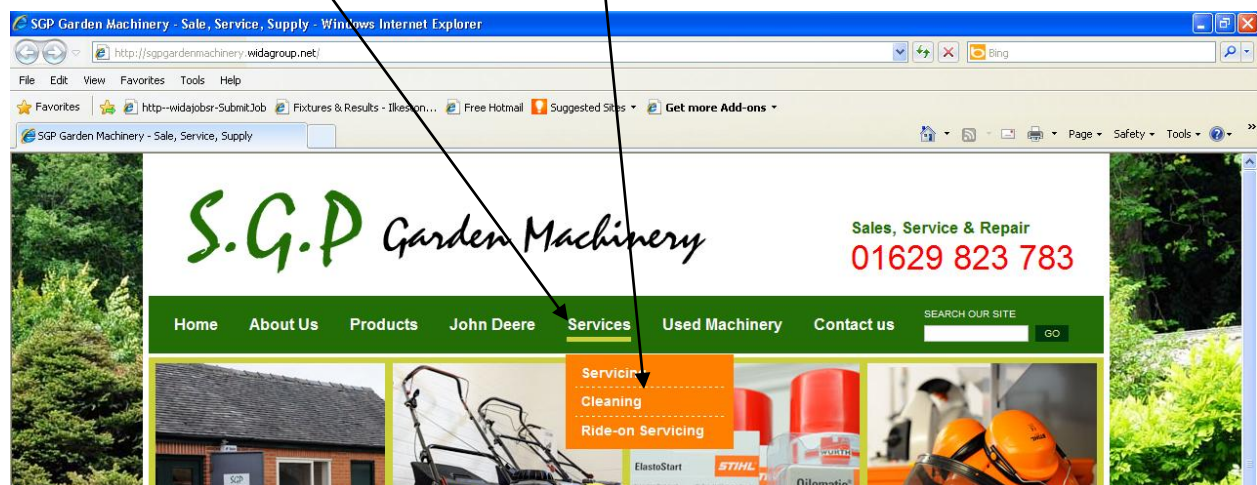 SGP Garden Machinery - Sale, Service, Supply - Windows Internet Explorer
http://sgpgardenmachinery.widagroup.net/
Bing
File Edit View Favorites Tools Help
Favorites http--widajobsr-SubmitJob Fixtures & Results - Ilkeston... Free Hotmail Suggested Sites Get more Add-ons
SGP Garden Machinery - Sale, Service, Supply
Page Safety Tools
S.G.P Garden Machinery
Sales, Service & Repair
01629 823 783
Home About Us Products John Deere Services Used Machinery Contact us
SEARCH OUR SITE
GO
Servicing
Cleaning
Ride-on Servicing
SGP
ElastoStart
STIHL
WÜRTH
Oilomatic